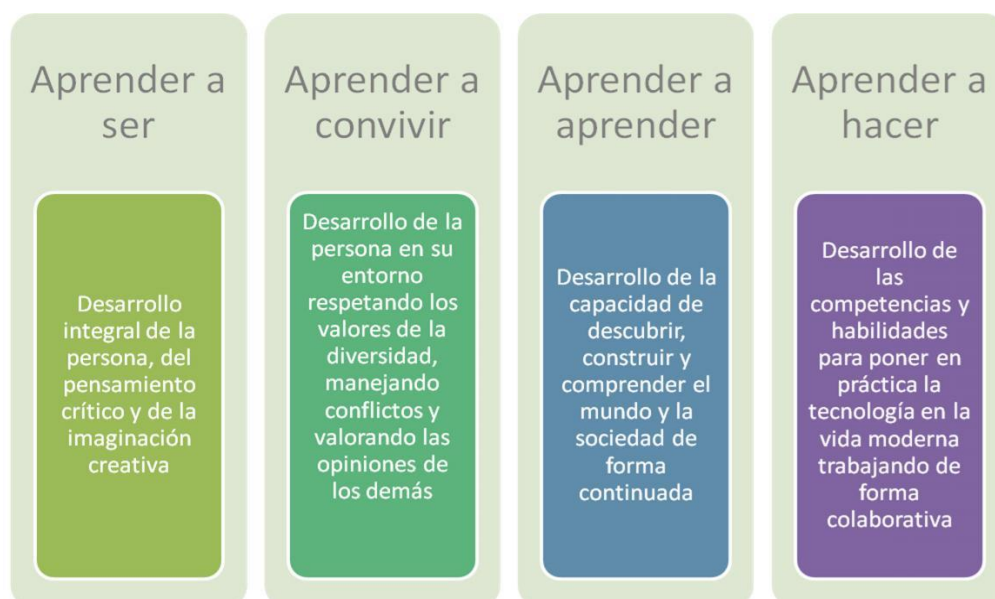 Aprender a
ser
Desarrollo
integral de la
persona, del
pensamiento
crítico y de la
imaginación
creativa
Aprender a
convivir
Desarrollo de la
persona en su
entorno
respetando los
valores de la
diversidad,
manejando
conflictos y
valorando las
opiniones de
los demás
Aprender a
aprender
Desarrollo de la
capacidad de
descubrir,
construir y
comprender el
mundo y la
sociedad de
forma
continuada
Aprender a
hacer
Desarrollo de
las
competencias y
habilidades
para poner en
práctica la
tecnología en la
vida moderna
trabajando de
forma
colaborativa